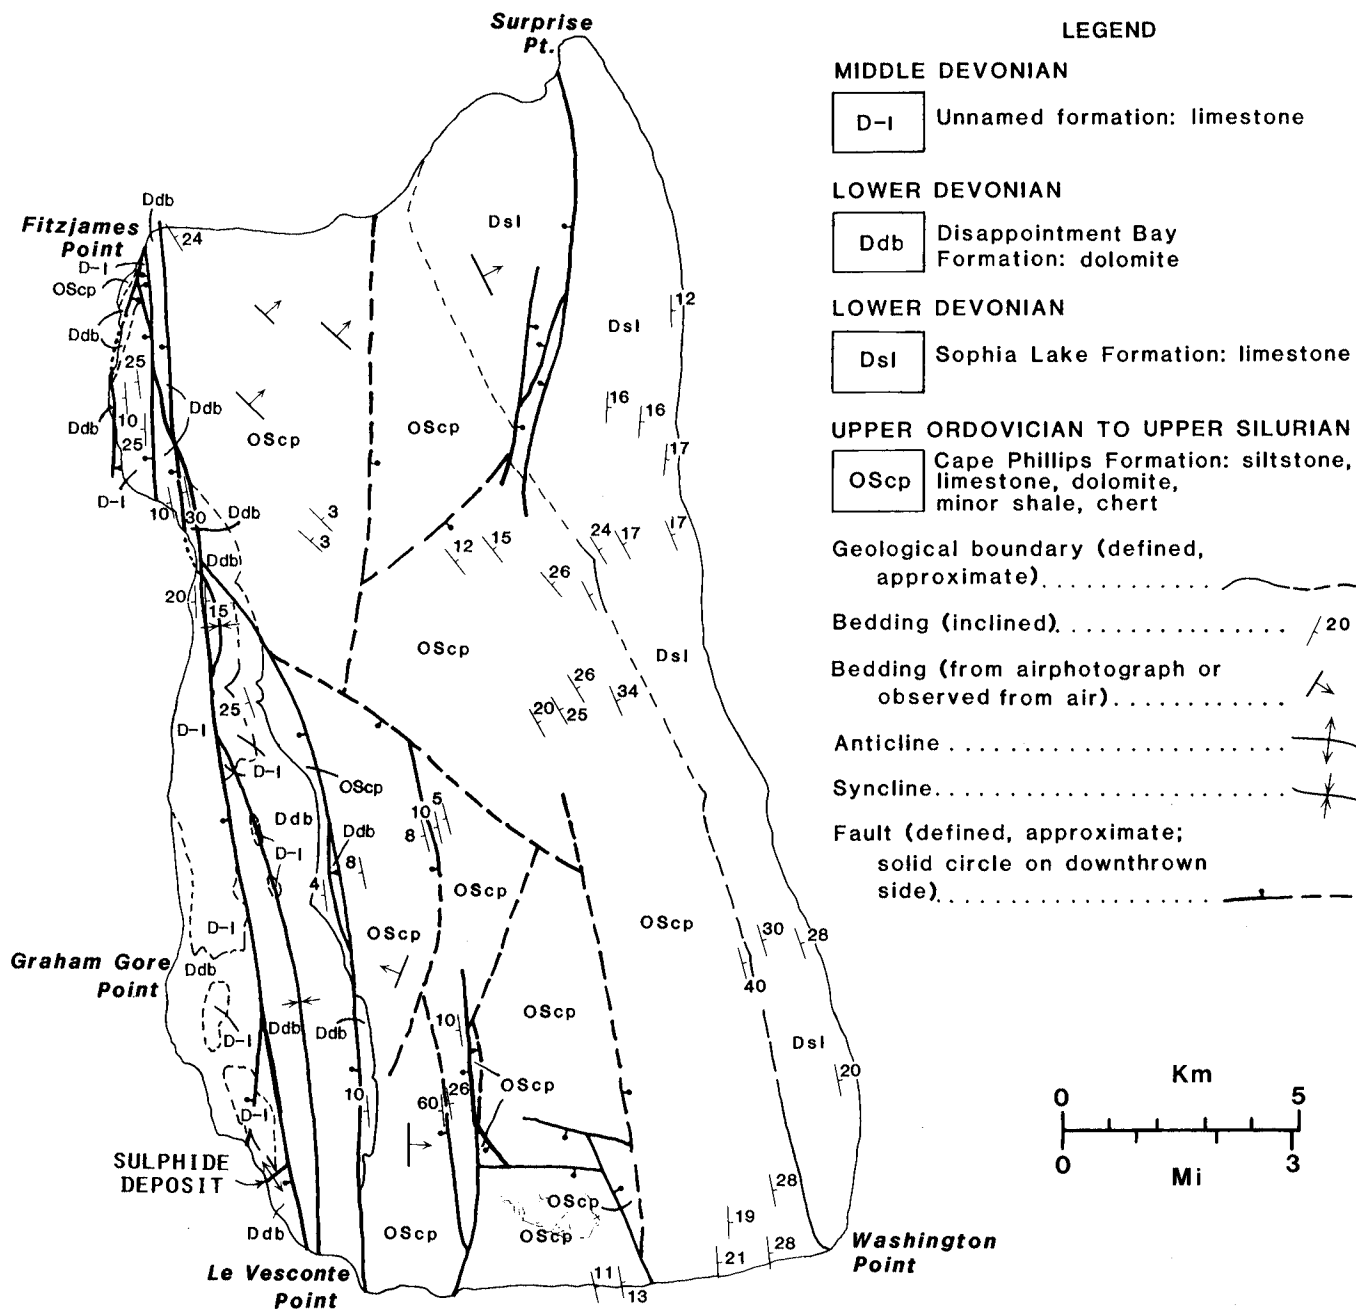 Surprise
Pt.
Fitzjames
Point
Ddb
24
D-I
OScp
Ddb
25
Ddb
10
25
D-I
Ddb
OScp
10
30
Ddb
Ddb
3
3
OScp
Dsl
Dsl
12
16
16
17
12
15
24
17
17
26
20
15
OScp
Dsl
26
34
20
25
25
D-I
D-I
OScp
Ddb
D-I
Ddb
8
4
5
10
8
OScp
OScp
OScp
30
28
40
D-I
Graham Gore
Point
Ddb
D-I
Ddb
Ddb
10
OScp
OScp
Dsl
20
D-I
10
60
26
SULPHIDE
DEPOSIT
Ddb
OScp
OScp
OScp
28
19
21
28
11
13
Le Vesconte
Point
Washington
Point
LEGEND
MIDDLE DEVONIAN
D-I
Unnamed formation: limestone
LOWER DEVONIAN
Ddb
Disappointment Bay
Formation: dolomite
LOWER DEVONIAN
Dsl
Sophia Lake Formation: limestone
UPPER ORDOVICIAN TO UPPER SILURIAN
OScp
Cape Phillips Formation: siltstone,
limestone, dolomite,
minor shale, chert
Geological boundary (defined,
approximate)
Bedding (inicined)
20
Bedding (from airphotograph or
observed from air)
Anticline
Syncline
Fault (defined, approximate;
solid circle on downthrown
side)
Km
0 5
0 3
Mi